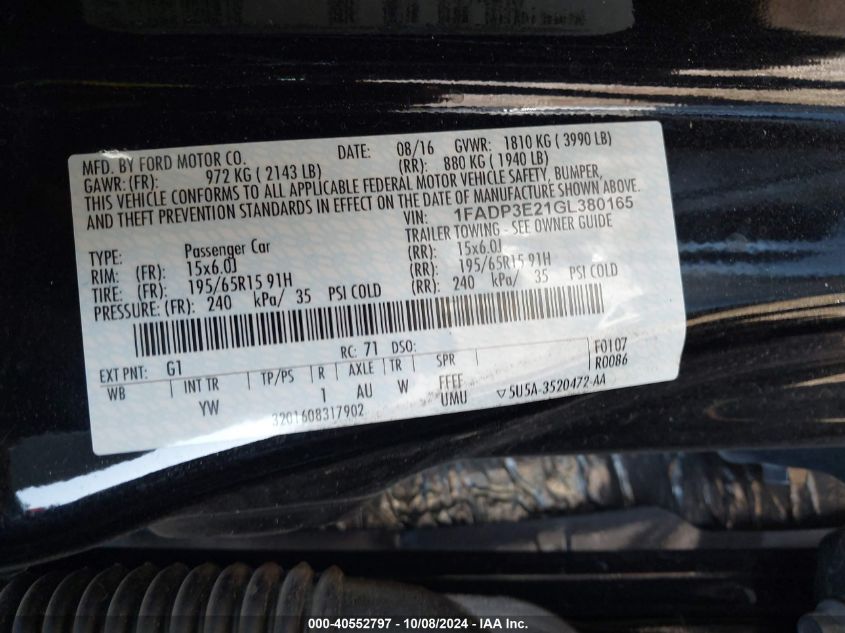 MFD. BY FORD MOTOR CO. DATE: 08/16 GVWR: 1810 KG ( 3990 LB)
GAWR: (FR): 972 KG ( 2143 LB) (RR): 880 KG ( 1940 LB)
THIS VEHICLE CONFORMS TO ALL APPLICABLE FEDERAL MOTOR VEHICLE SAFETY, BUMPER,
AND THEFT PREVENTION STANDARDS IN EFFECT ON THE DATE OF MANUFACTURE SHOWN ABOVE.
VIN: 1FADP3E21GL380165
TYPE: Passenger Car TRAILER TOWING - SEE OWNER GUIDE
RIM: (FR): 15x6.0J (RR): 15x6.0J
TIRE: (FR): 195/65R15 91H (RR): 195/65R15 91H
PRESSURE: (FR): 240 kPa/ 35 PSI COLD (RR): 240 kPa/ 35 PSI COLD
EXT PNT: G1 RC: 71 DSO: F0107
WB INT TR TP/PS R AXLE TR SPR R0086
YW 1 AU W FFFF
UMU 5U5A-3520472-AA
3201608317902
000-40552797 - 10/08/2024 - IAA Inc.